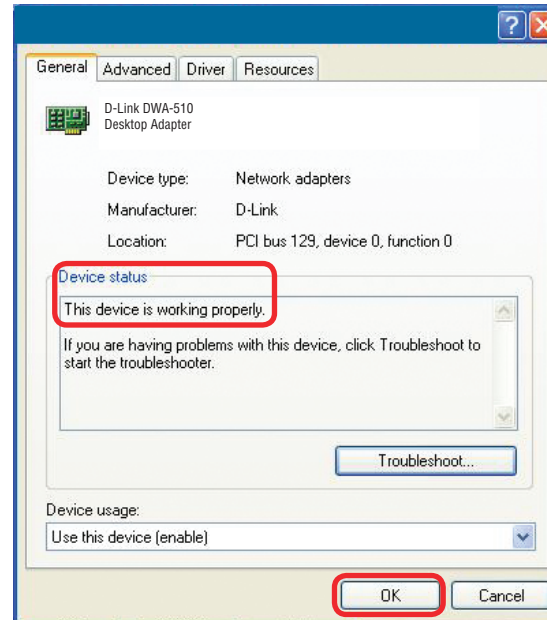 ?
General Advanced Driver Resources
D-Link DWA-510
Desktop Adapter
Device type: Network adapters
Manufacturer: D-Link
Location: PCI bus 129, device 0, function 0
Device status
This device is working properly.
If you are having problems with this device, click Troubleshoot to
start the troubleshooter.
Troubleshoot...
Device usage:
Use this device (enable)
OK Cancel